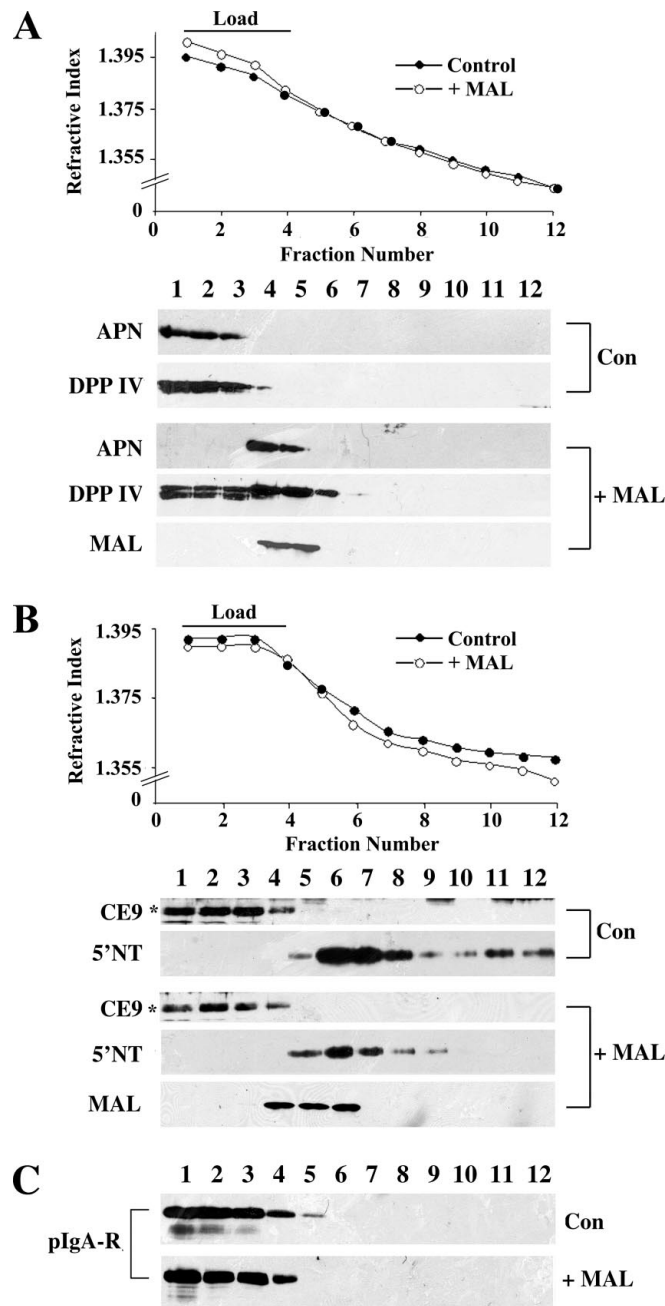 A
Load
Refractive Index
1.395
1.375
1.355
0
Control
+ MAL
0 2 4 6 8 10 12
Fraction Number
1 2 3 4 5 6 7 8 9 10 11 12
APN
DPP IV
Con
APN
DPP IV
MAL
+ MAL
B
Load
Refractive Index
1.395
1.375
1.355
0
Control
+ MAL
0 2 4 6 8 10 12
Fraction Number
1 2 3 4 5 6 7 8 9 10 11 12
CE9 *
5'NT
Con
CE9 *
5'NT
MAL
+ MAL
C
1 2 3 4 5 6 7 8 9 10 11 12
pIgA-R
Con
+ MAL